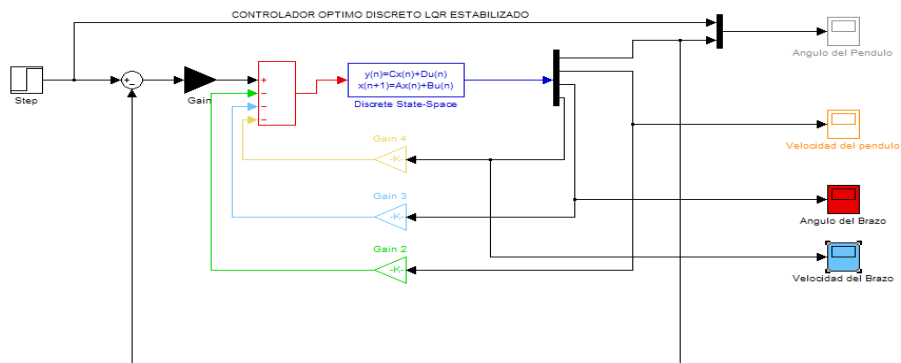 CONTROLADOR OPTIMO DISCRETO LQR ESTABILIZADO
Angulo del Pendulo
Step
Gain
y(n)=Cx(n)+Du(n)
x(n+1)=Ax(n)+Bu(n)
Discrete State-Space
Gain 4
-K-
Velocidad del pendulo
Gain 3
-K-
Angulo del Brazo
Gain 2
-K-
Velocidad del Brazo